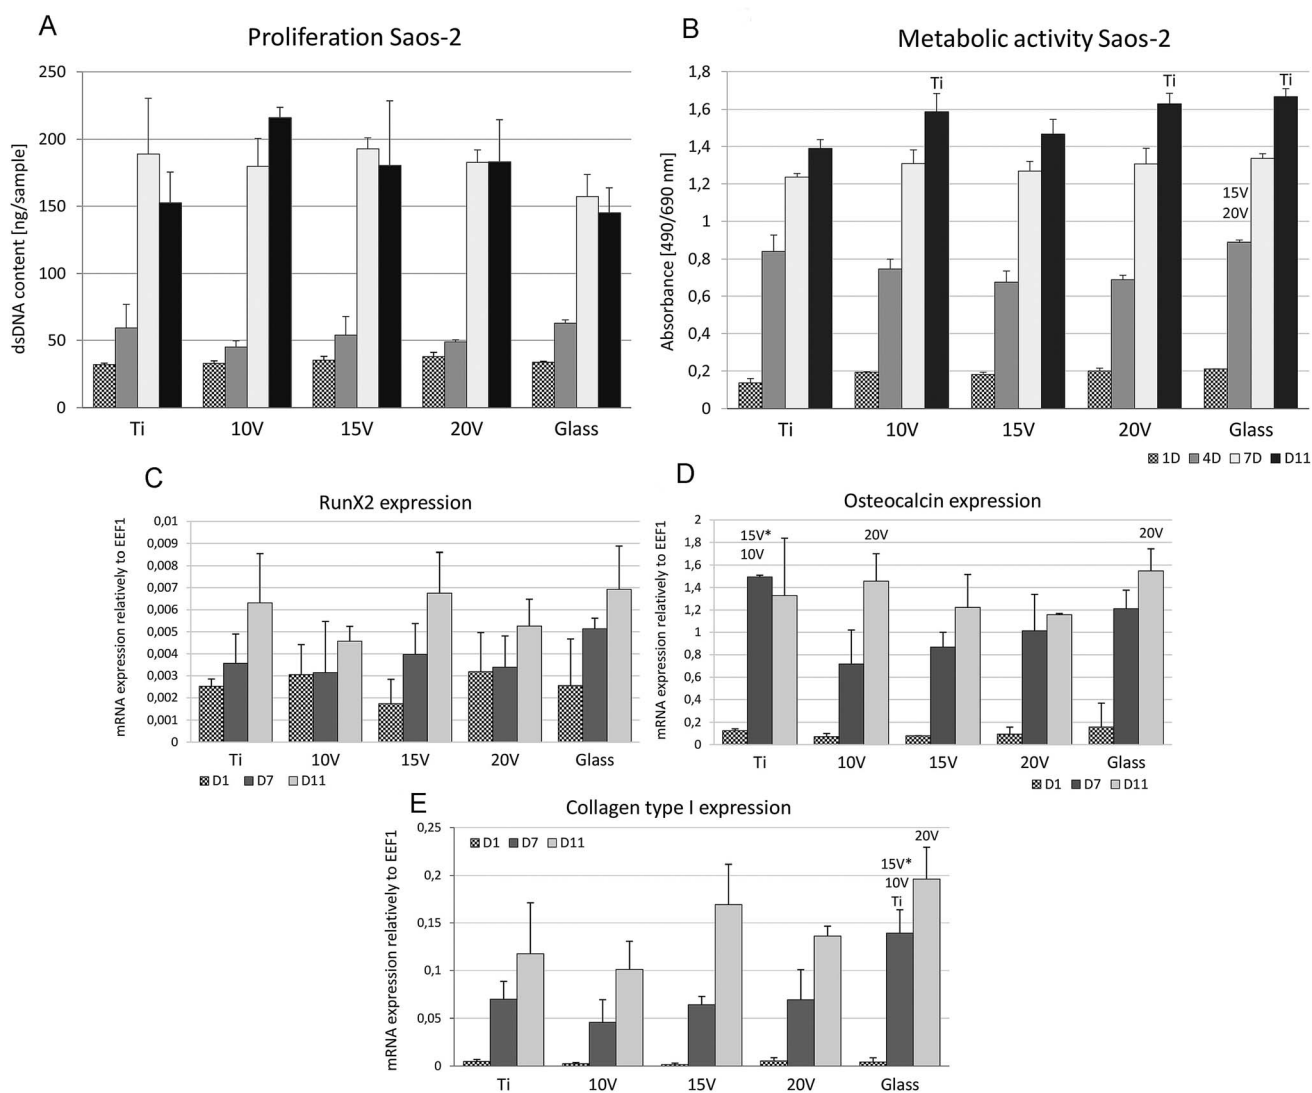 A
Proliferation Saos-2
dsDNA content [ng/sample]
250
200
150
100
50
0
Ti 10V 15V 20V Glass
B
Metabolic activity Saos-2
Absorbance [490/690 nm]
1,8
1,6
1,4
1,2
1
0,8
0,6
0,4
0,2
0
Ti
Ti
Ti
15V
20V
Ti 10V 15V 20V Glass
1D 4D 7D D11
C
RunX2 expression
mRNA expression relatively to EEF1
0,01
0,009
0,008
0,007
0,006
0,005
0,004
0,003
0,002
0,001
0
Ti 10V 15V 20V Glass
D1 D7 D11
D
Osteocalcin expression
mRNA expression relatively to EEF1
2
1,8
1,6
1,4
1,2
1
0,8
0,6
0,4
0,2
0
15V*
10V
20V
20V
Ti 10V 15V 20V Glass
D1 D7 D11
E
Collagen type I expression
mRNA expression relatively to EEF1
D1 D7 D11
0,25
0,2
0,15
0,1
0,05
0
20V
15V*
10V
Ti
Ti 10V 15V 20V Glass